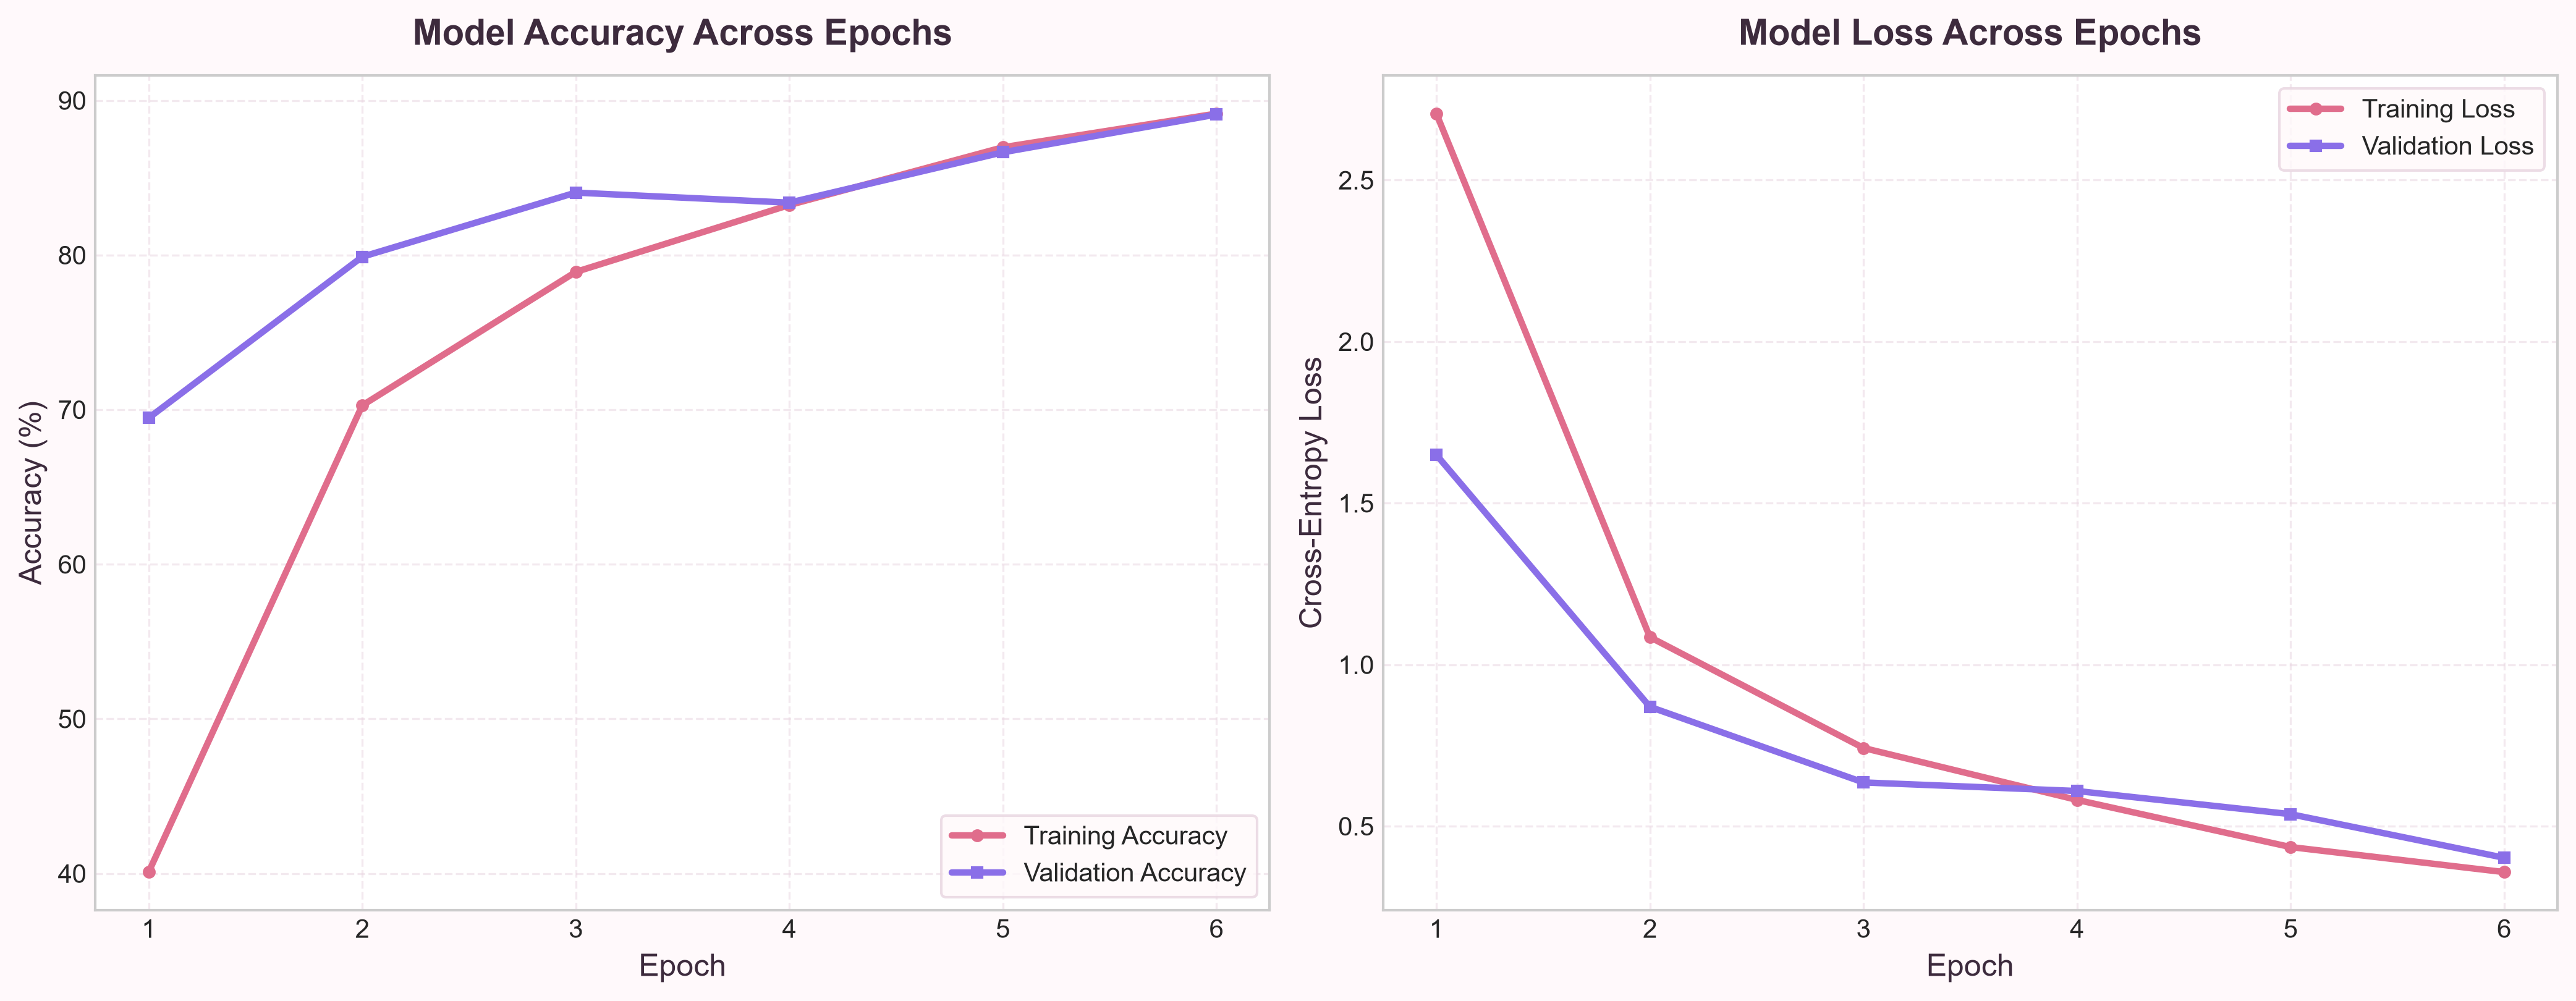 Model Accuracy Across Epochs
90
80
70
60
50
40
Accuracy (%)
1 2 3 4 5 6
Epoch
Training Accuracy
Validation Accuracy
Model Loss Across Epochs
2.5
2.0
1.5
1.0
0.5
Cross-Entropy Loss
1 2 3 4 5 6
Epoch
Training Loss
Validation Loss